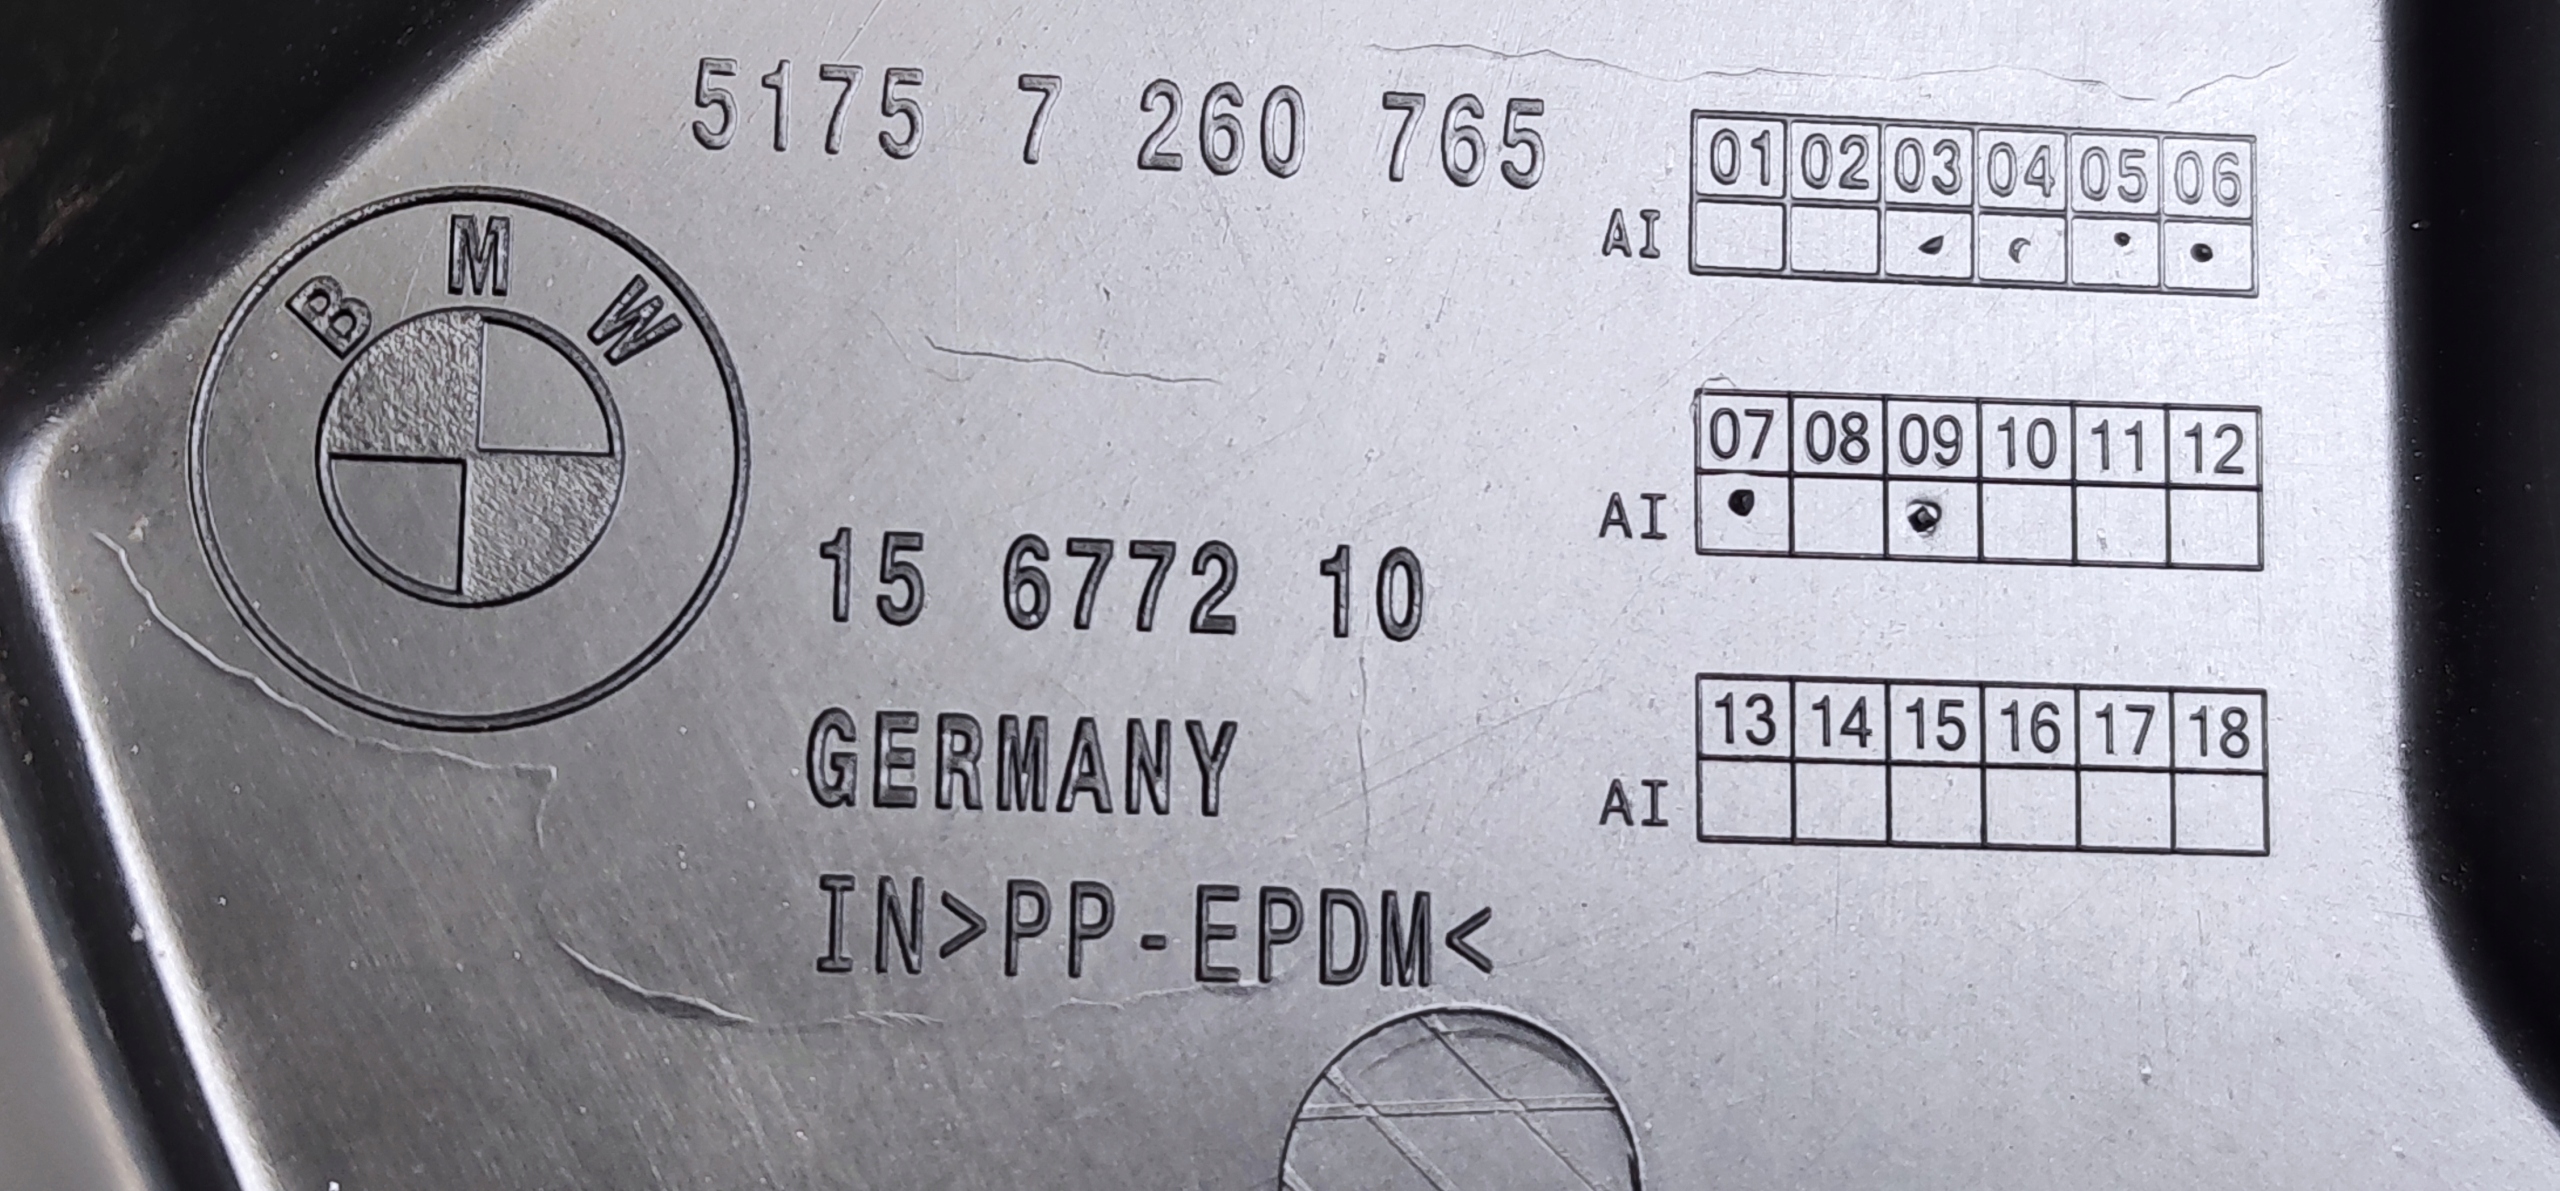 5175 7 260 765
BMW
15 6772 10
GERMANY
IN>PP-EPDM<
01 02 03 04 05 06
AI
07 08 09 10 11 12
AI
13 14 15 16 17 18
AI